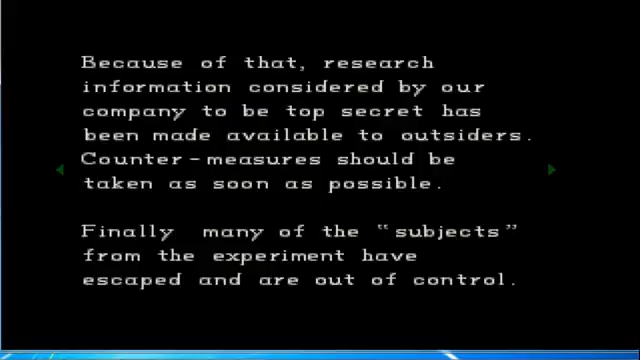 Because of that, research
information considered by our
company to be top secret has
been made available to outsiders.
Counter-measures should be
taken as soon as possible.
Finally many of the "subjects"
from the experiment have
escaped and are out of control.